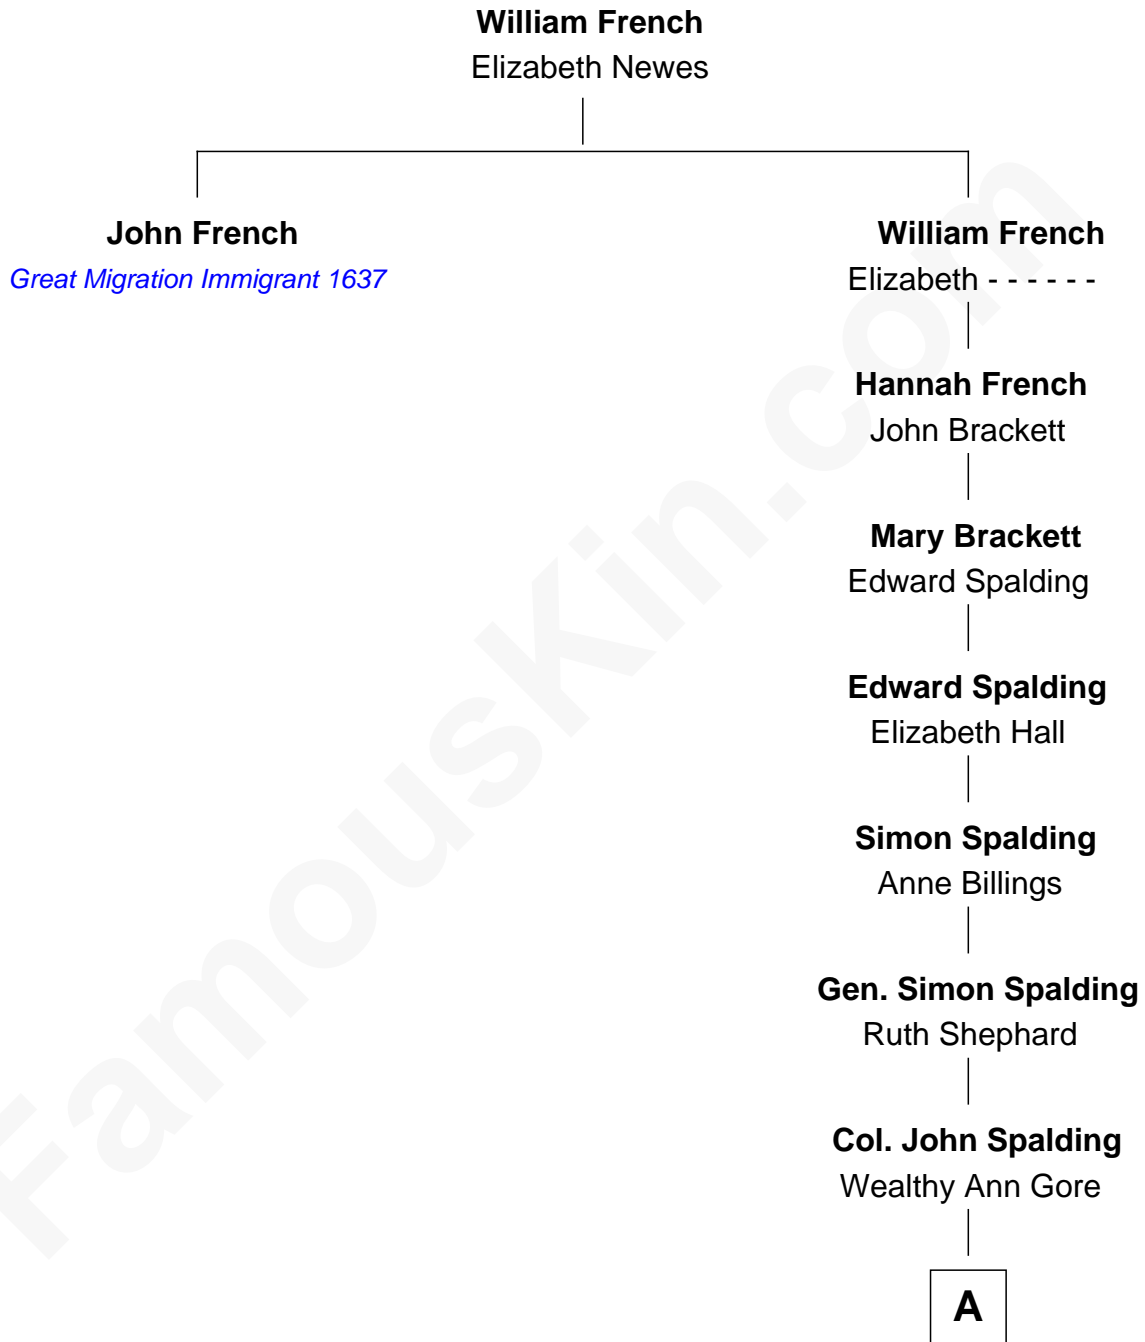 William French
Elizabeth Newes
John French
Great Migration Immigrant 1637
William French
Elizabeth - - - - - -
Hannah French
John Brackett
Mary Brackett
Edward Spalding
Edward Spalding
Elizabeth Hall
Simon Spalding
Anne Billings
Gen. Simon Spalding
Ruth Shephard
Col. John Spalding
Wealthy Ann Gore
A
FamousKin.com